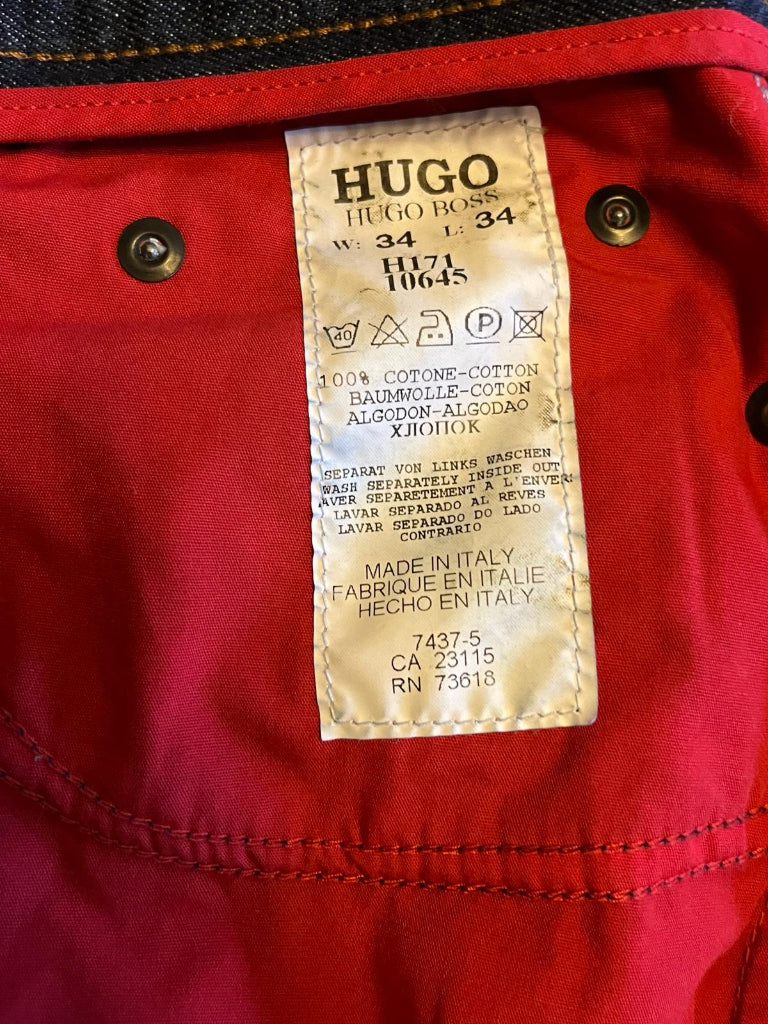 HUGO
HUGO BOSS
W: 34 L: 34
H171
10645
40 P
100% COTONE-COTTON
BAUMWOLLE-COTON
ALGODON-ALGODAO
ХЛОПОК
SEPARAT VON LINKS WASCHEN
WASH SEPARATELY INSIDE OUT
AVER SEPARETEMENT A L'ENVER
LAVAR SEPARADO AL REVES
LAVAR SEPARADO DO LADO
CONTRARIO
MADE IN ITALY
FABRIQUE EN ITALIE
HECHO EN ITALY
7437-5
CA 23115
RN 73618